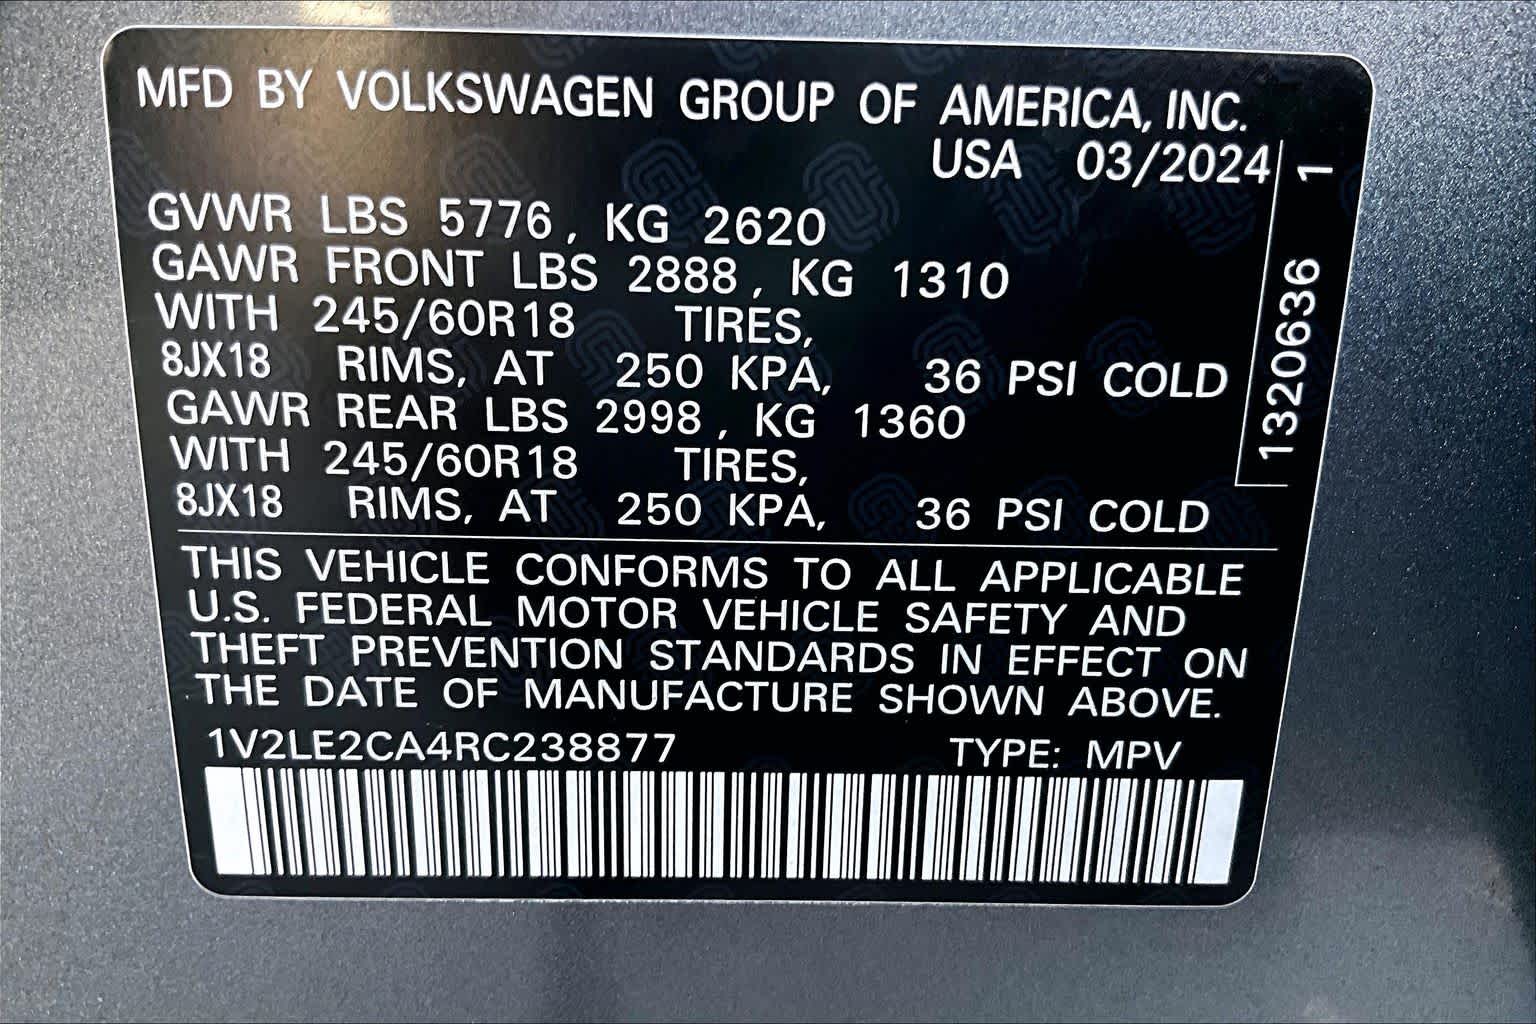 MFD BY VOLKSWAGEN GROUP OF AMERICA, INC.
USA 03/2024
GVWR LBS 5776, KG 2620
GAWR FRONT LBS 2888, KG 1310
WITH 245/60R18 TIRES,
8JX18 RIMS, AT 250 KPA, 36 PSI COLD
GAWR REAR LBS 2998, KG 1360
WITH 245/60R18 TIRES,
8JX18 RIMS, AT 250 KPA, 36 PSI COLD
1320636 1
THIS VEHICLE CONFORMS TO ALL APPLICABLE
U.S. FEDERAL MOTOR VEHICLE SAFETY AND
THEFT PREVENTION STANDARDS IN EFFECT ON
THE DATE OF MANUFACTURE SHOWN ABOVE.
1V2LE2CA4RC238877 TYPE: MPV